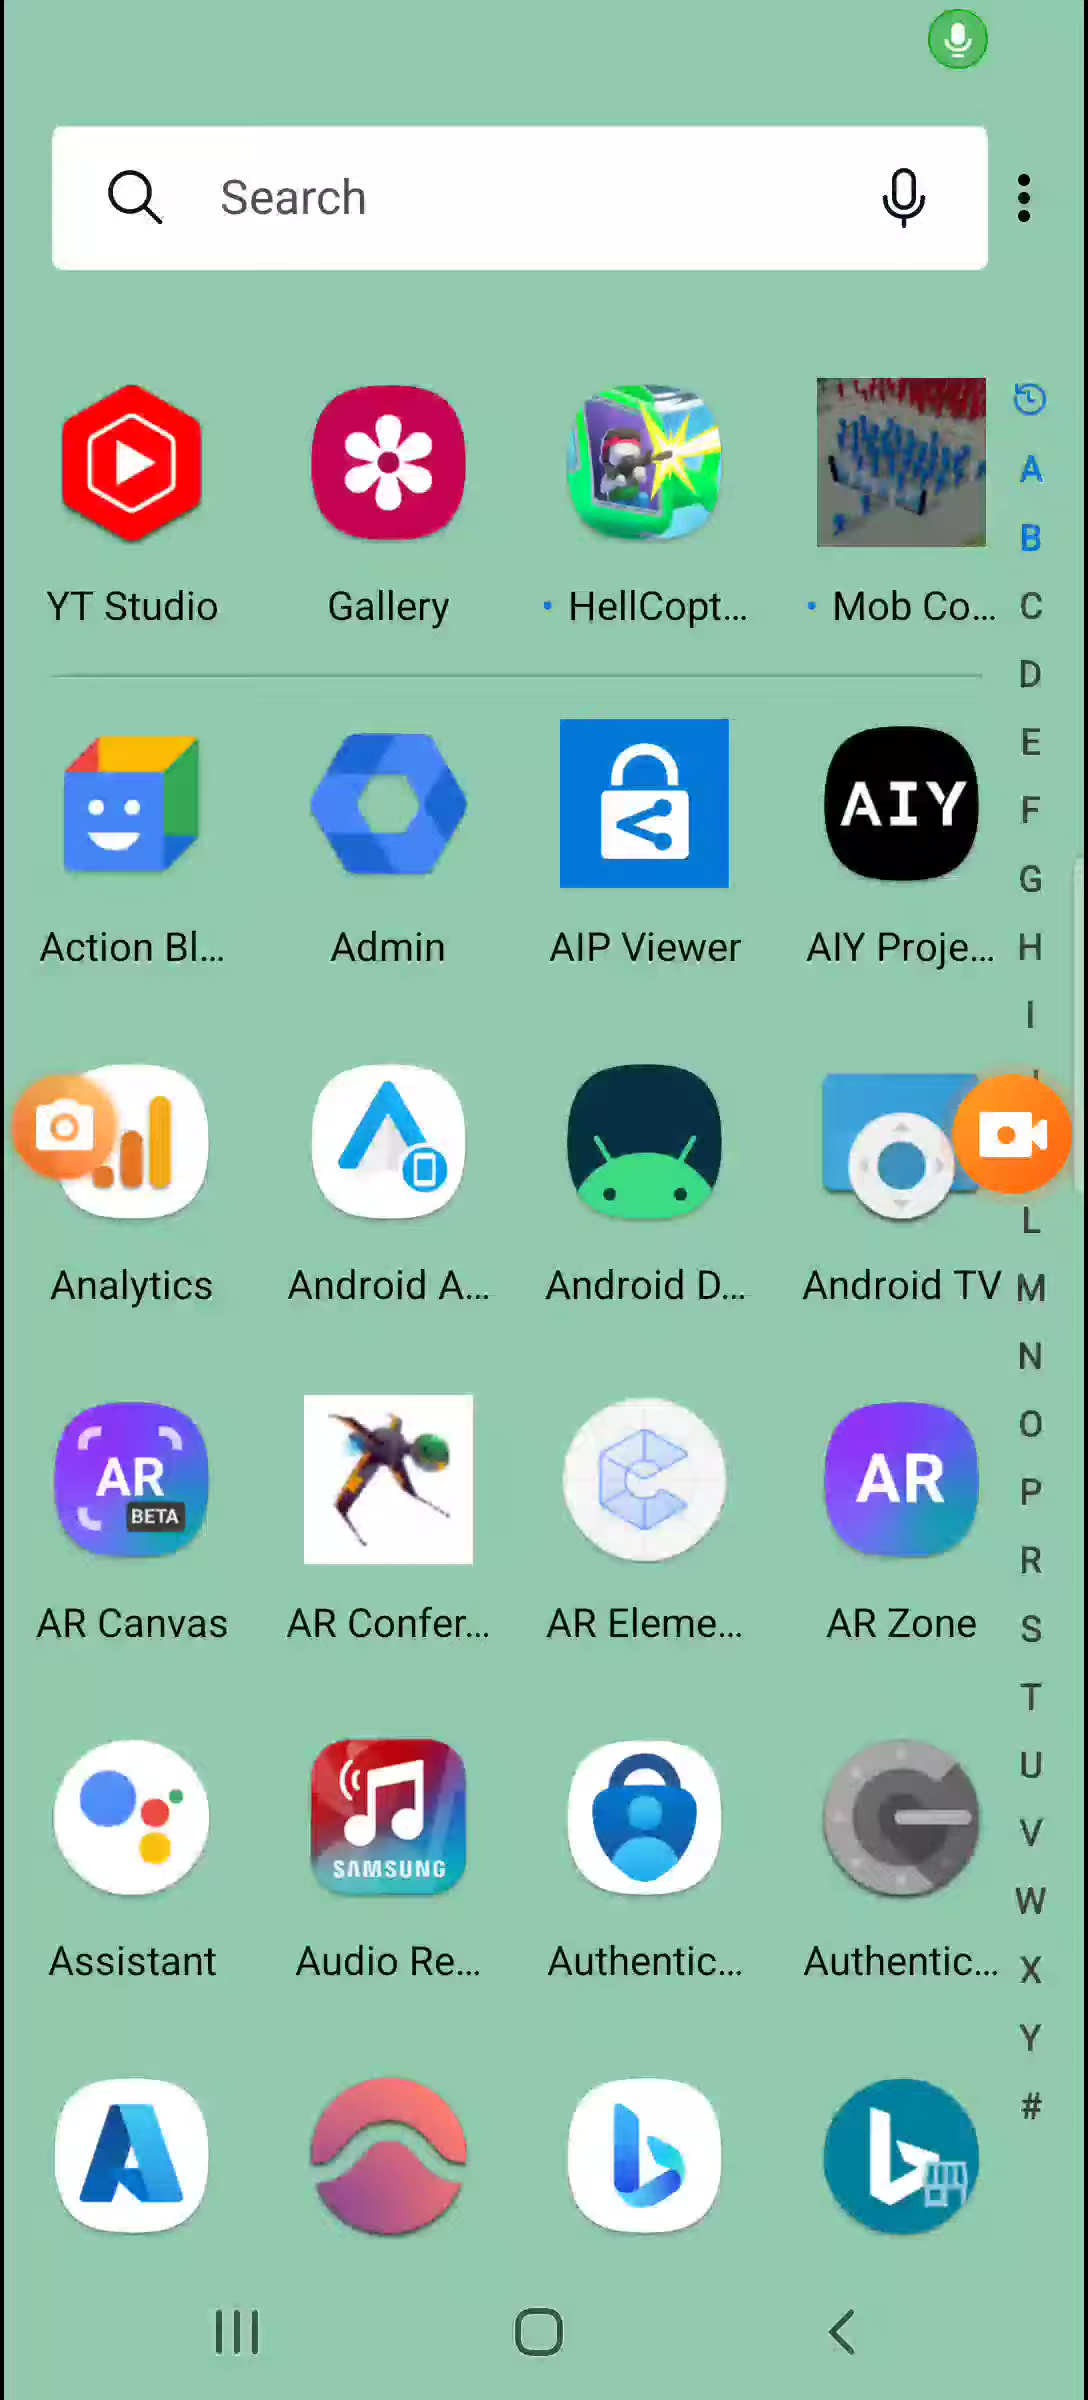 Search
YT Studio
Gallery
HellCopt...
Mob Co...
A
B
C
D
E
F
G
H
I
L
M
N
O
P
R
S
T
U
V
W
X
Y
#
AIY
Action Bl...
Admin
AIP Viewer
AIY Proje...
Analytics
Android A...
Android D...
Android TV
AR
BETA
AR
AR Canvas
AR Confer...
AR Eleme...
AR Zone
SAMSUNG
Assistant
Audio Re...
Authentic...
Authentic...